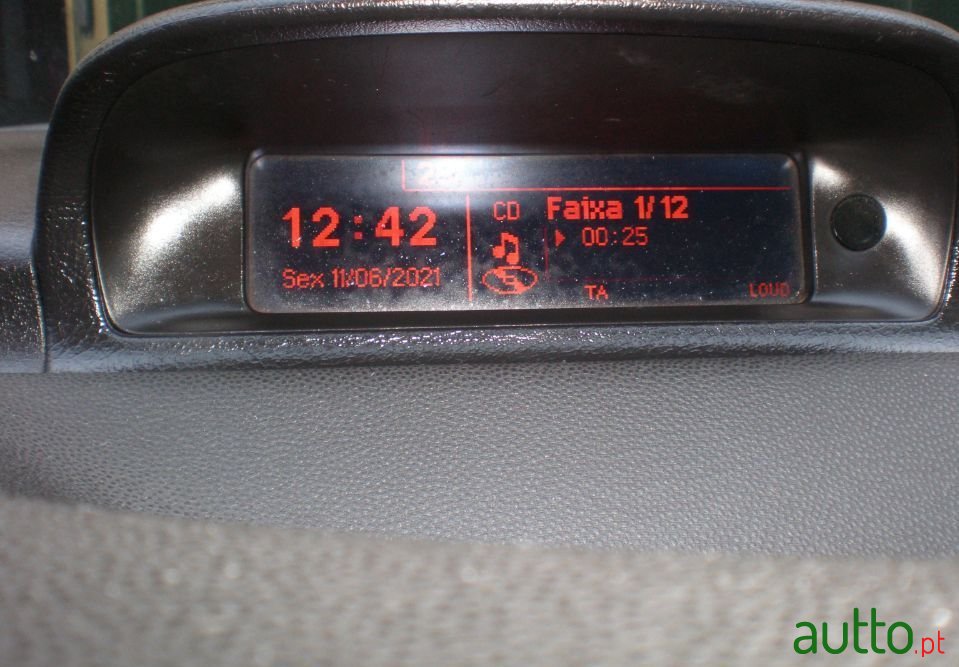 12:42
Sex 11/06/2021
CD
Faixa 1/12
00:25
TA
LOUD
autto.pt